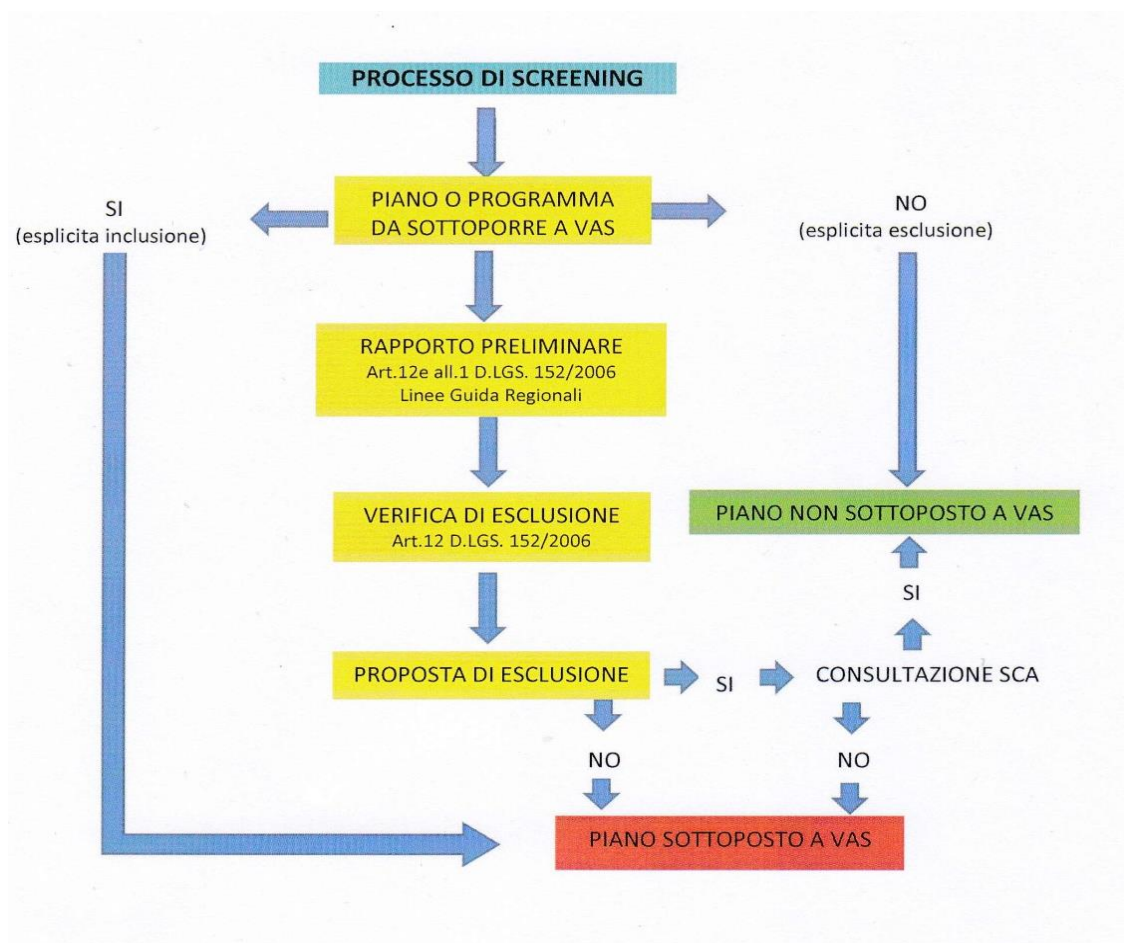 PROCESSO DI SCREENING
PIANO O PROGRAMMA
DA SOTTOPORRE A VAS
SI
(esplicita inclusione)
NO
(esplicita esclusione)
RAPPORTO PRELIMINARE
Art.12e all.1 D.LGS. 152/2006
Linee Guida Regionali
VERIFICA DI ESCLUSIONE
Art.12 D.LGS. 152/2006
PIANO NON SOTTOPOSTO A VAS
SI
PROPOSTA DI ESCLUSIONE
SI
CONSULTAZIONE SCA
NO
NO
PIANO SOTTOPOSTO A VAS